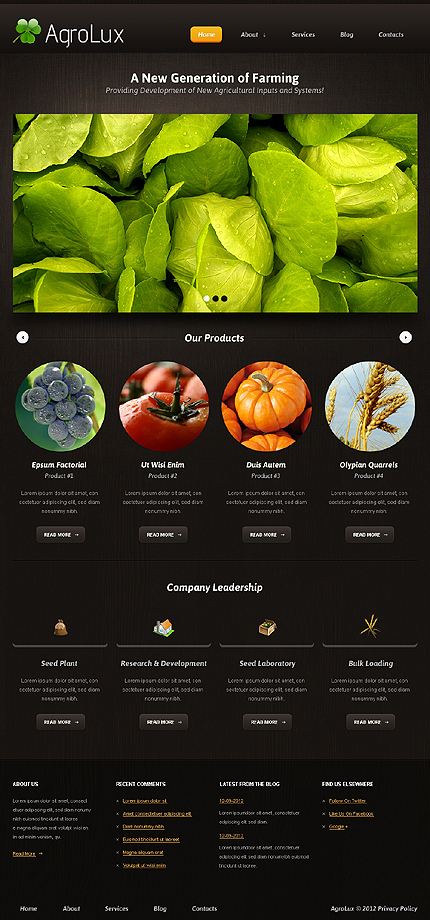 AgroLux
Home About Services Blog Contacts
A New Generation of Farming
Providing Development of New Agricultural Inputs and Systems!
Our Products
Epsum Factorial
Product #1
Lorem ipsum dolor sit amet, con
sectetuer adipiscing elit, sed diam
nonummy nibh.
READ MORE →
Ut Wisi Enim
Product #2
Lorem ipsum dolor sit amet, con
sectetuer adipiscing elit, sed diam
nonummy nibh.
READ MORE →
Duis Autem
Product #3
Lorem ipsum dolor sit amet, con
sectetuer adipiscing elit, sed diam
nonummy nibh.
READ MORE →
Olypian Quarrels
Product #4
Lorem ipsum dolor sit amet, con
sectetuer adipiscing elit, sed diam
nonummy nibh.
READ MORE →
Company Leadership
Seed Plant
Lorem ipsum dolor sit amet, con
sectetuer adipiscing elit, sed diam
nonummy nibh.
READ MORE →
Research & Development
Lorem ipsum dolor sit amet, con
sectetuer adipiscing elit, sed diam
nonummy nibh.
READ MORE →
Seed Laboratory
Lorem ipsum dolor sit amet, con
sectetuer adipiscing elit, sed diam
nonummy nibh.
READ MORE →
Bulk Loading
Lorem ipsum dolor sit amet, con
sectetuer adipiscing elit, sed diam
nonummy nibh.
READ MORE →
ABOUT US
Lorem ipsum dolor sit amet, consect
etuer adipiscing elit, sed diam nonumy
nibh euismod tincidunt ut laoree
e magna aliquam erat volutpt wisien
im ad minim veniam, qu.
Read More →
RECENT COMMENTS
Lorem ipsum dolor sit
Amet consectetuer adipiscing elit
Diam nonummy nibh
Euismod tincidunt ut laoreet
Magna aliquam erat
Volutpat ut wisi enim
LATEST FROM THE BLOG
12-09-2012
Lorem ipsumdolor sit amet, consectetuer
adipiscing elit sed diam.
12-09-2012
Lorem ipsumdolor sit amet, consectetuer
adipiscing elit, sed diam nonummy nibh
euismod tincidunt ut laoreet.
FIND US ELSEWHERE
Follow On Twitter
Like Us On Facebook
Google +
Home About Services Blog Contacts
AgroLux © 2012 Privacy Policy